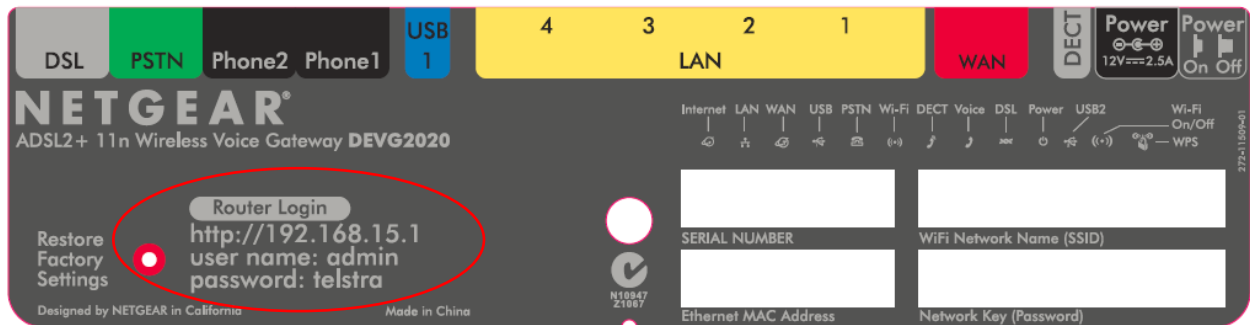 DSL PSTN Phone2 Phone1 USB 1 4 3 2 1 LAN WAN DECT Power 12V 2.5A Power On Off
NETGEAR®
ADSL2+ 11n Wireless Voice Gateway DEVG2020
Internet LAN WAN USB PSTN Wi-Fi DECT Voice DSL Power USB2 Wi-Fi On/Off
WPS
272-11509-01
Router Login
http://192.168.15.1
user name: admin
password: telstra
Restore
Factory
Settings
Designed by NETGEAR in California Made in China
N10947
Z1067
SERIAL NUMBER
WiFi Network Name (SSID)
Ethernet MAC Address
Network Key (Password)